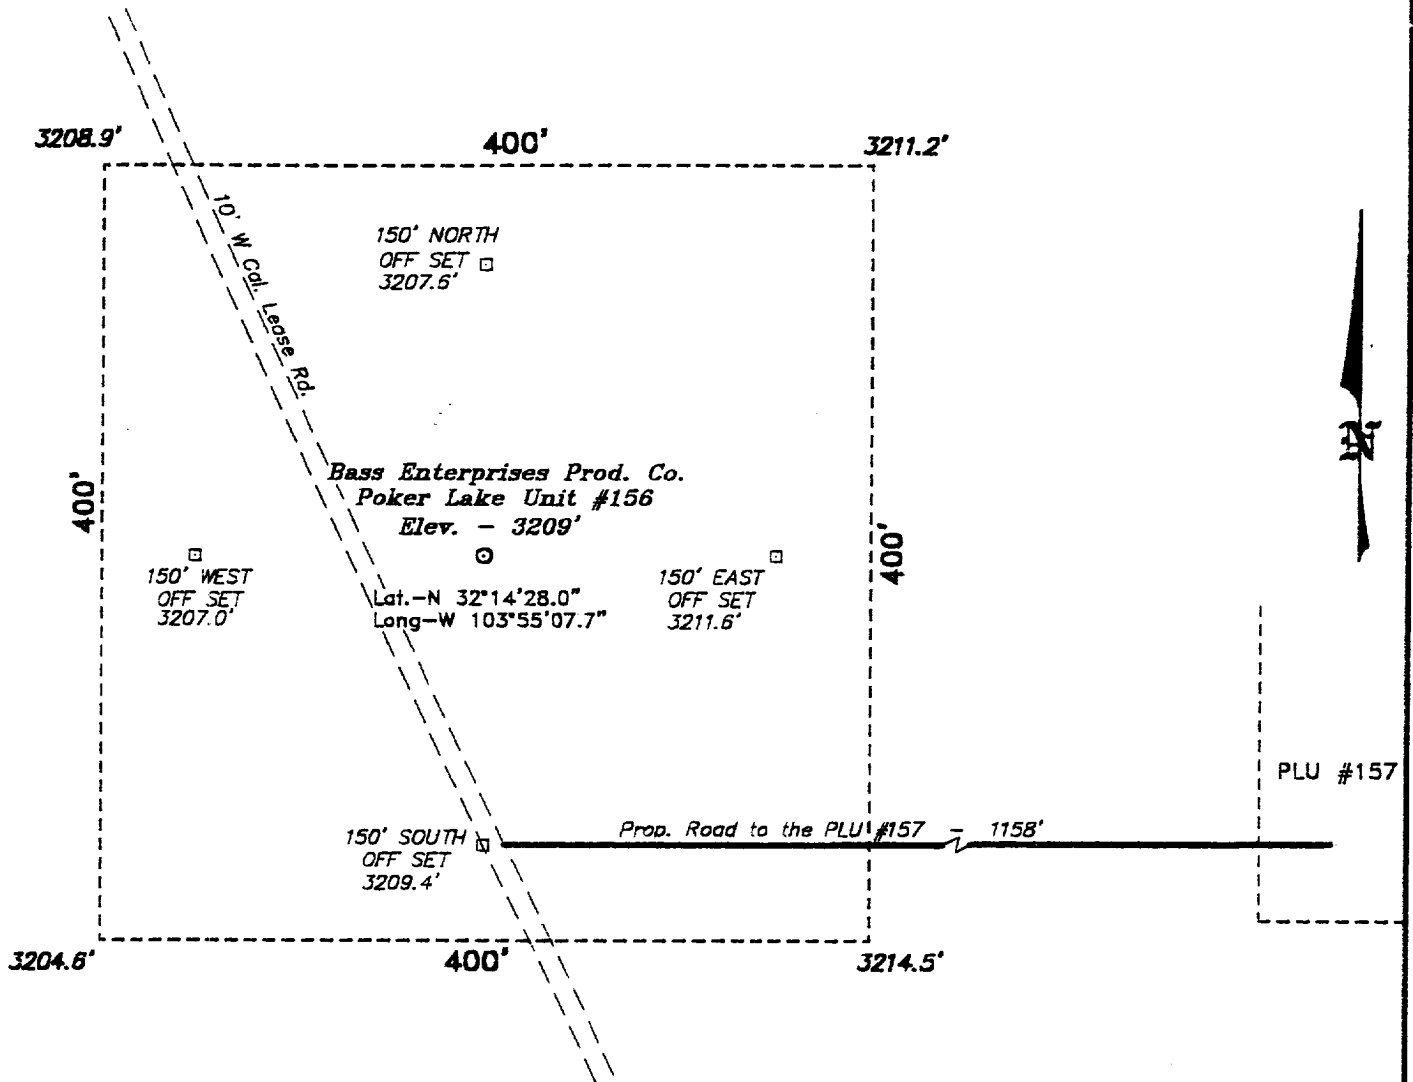 3208.9'
400'
3211.2'
10' W Cal. Lease Rd.
150' NORTH
OFF SET
3207.6'
400'
Bass Enterprises Prod. Co.
Poker Lake Unit #156
Elev. - 3209'
400'
150' WEST
OFF SET
3207.0'
Lat.-N 32°14'28.0"
Long-W 103°55'07.7"
150' EAST
OFF SET
3211.6'
PLU #157
Prop. Road to the PLU #157 - 1158'
150' SOUTH
OFF SET
3209.4'
3204.6'
400'
3214.5'